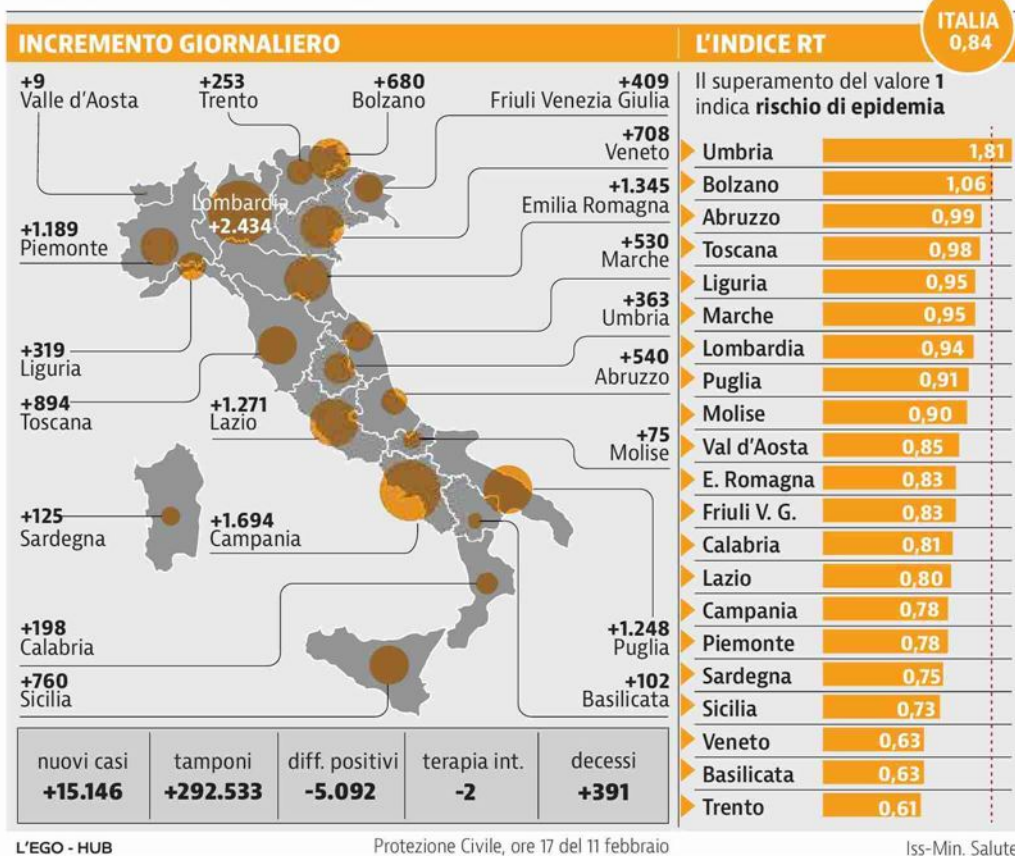 ITALIA
0,84
INCREMENTO GIORNALIERO
L'INDICE RT
Il superamento del valore 1
indica rischio di epidemia
+9
Valle d'Aosta
+253
Trento
+680
Bolzano
+409
Friuli Venezia Giulia
+708
Veneto
+1.345
Emilia Romagna
+530
Marche
+363
Umbria
+540
Abruzzo
Lombardia
+2.434
+1.189
Piemonte
+319
Liguria
+894
Toscana
+1.271
Lazio
+75
Molise
+125
Sardegna
+1.694
Campania
+198
Calabria
+1.248
Puglia
+760
Sicilia
+102
Basilicata
nuovi casi
+15.146
tamponi
+292.533
diff. positivi
-5.092
terapia int.
-2
decessi
+391
Umbria 1,81
Bolzano 1,06
Abruzzo 0,99
Toscana 0,98
Liguria 0,95
Marche 0,95
Lombardia 0,94
Puglia 0,91
Molise 0,90
Val d'Aosta 0,85
E. Romagna 0,83
Friuli V. G. 0,83
Calabria 0,81
Lazio 0,80
Campania 0,78
Piemonte 0,78
Sardegna 0,75
Sicilia 0,73
Veneto 0,63
Basilicata 0,63
Trento 0,61
L'EGO - HUB
Protezione Civile, ore 17 del 11 febbraio
Iss-Min. Salute